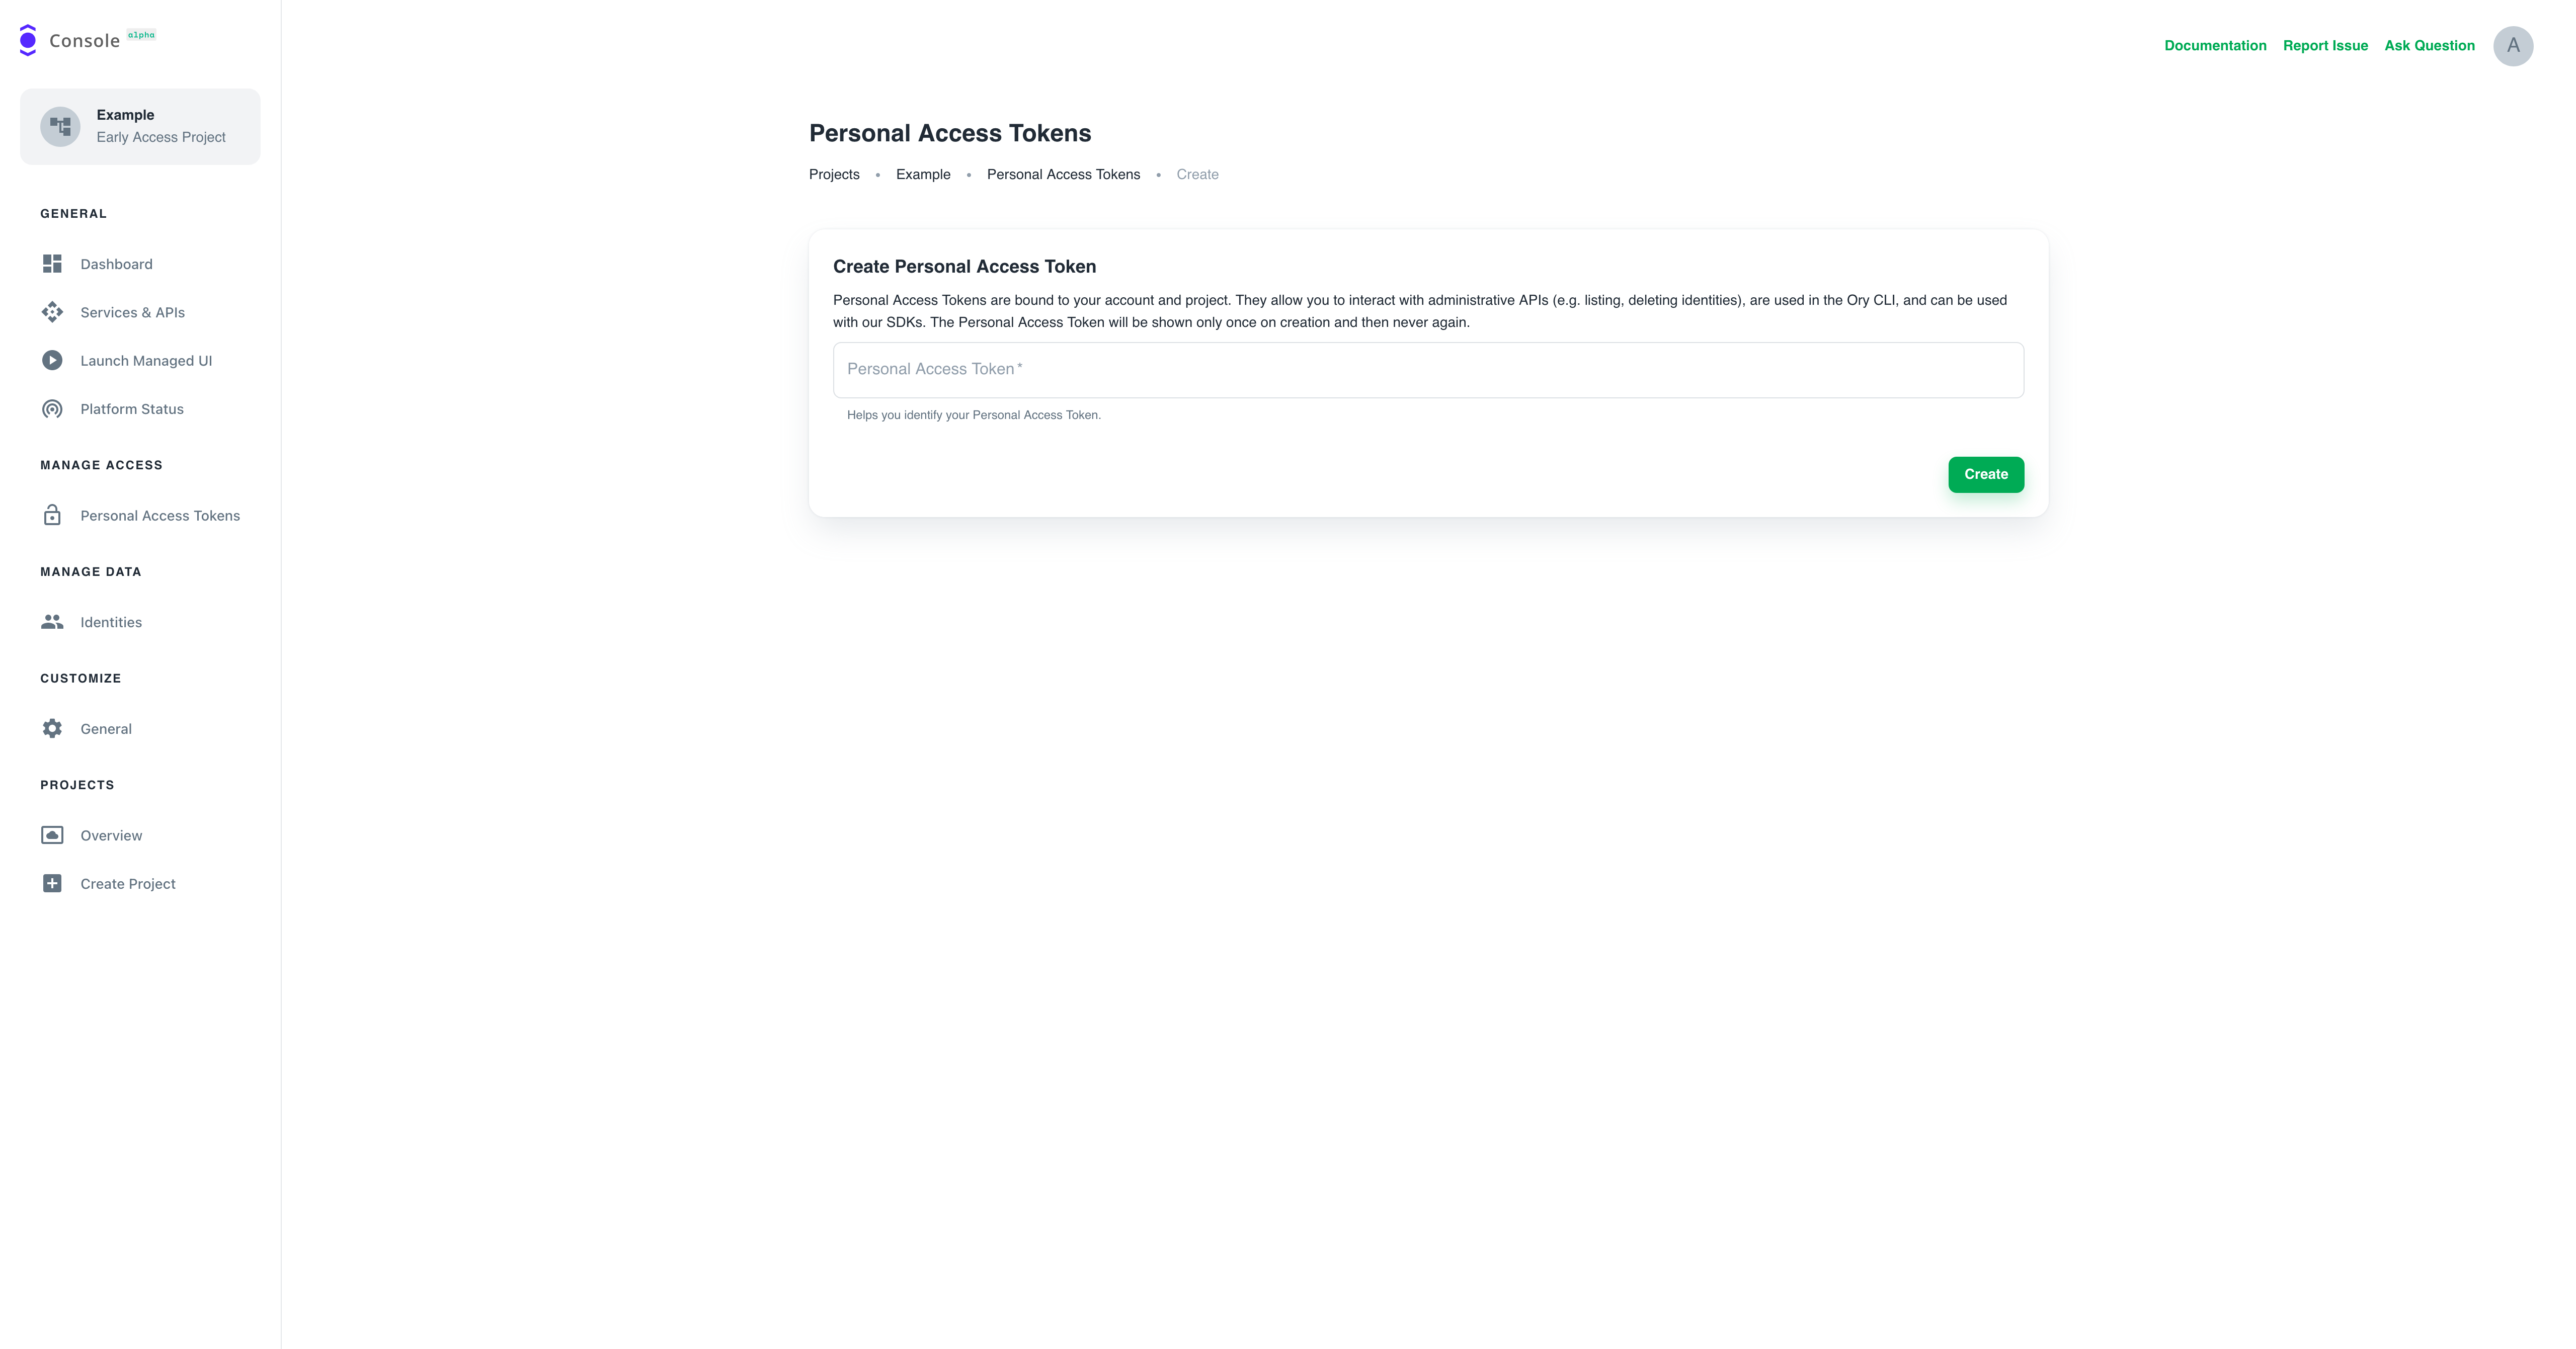 Console alpha
Example
Early Access Project
GENERAL
Dashboard
Services & APIs
Launch Managed UI
Platform Status
MANAGE ACCESS
Personal Access Tokens
MANAGE DATA
Identities
CUSTOMIZE
General
PROJECTS
Overview
Create Project
Documentation Report Issue Ask Question A
Personal Access Tokens
Projects • Example • Personal Access Tokens • Create
Create Personal Access Token
Personal Access Tokens are bound to your account and project. They allow you to interact with administrative APIs (e.g. listing, deleting identities), are used in the Ory CLI, and can be used
with our SDKs. The Personal Access Token will be shown only once on creation and then never again.
Personal Access Token *
Helps you identify your Personal Access Token.
Create